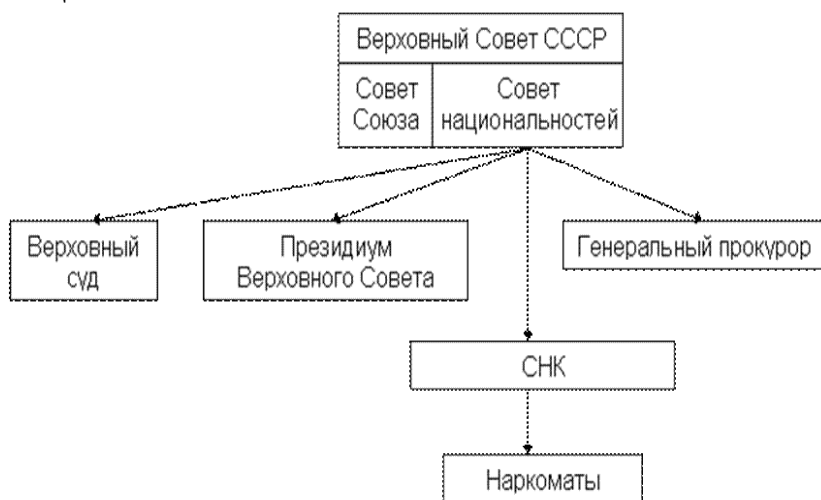 Верховный Совет СССР
Совет
Союза
Совет
национальностей
Верховный
суд
Президиум
Верховного Совета
Генеральный прокурор
СНК
Наркоматы